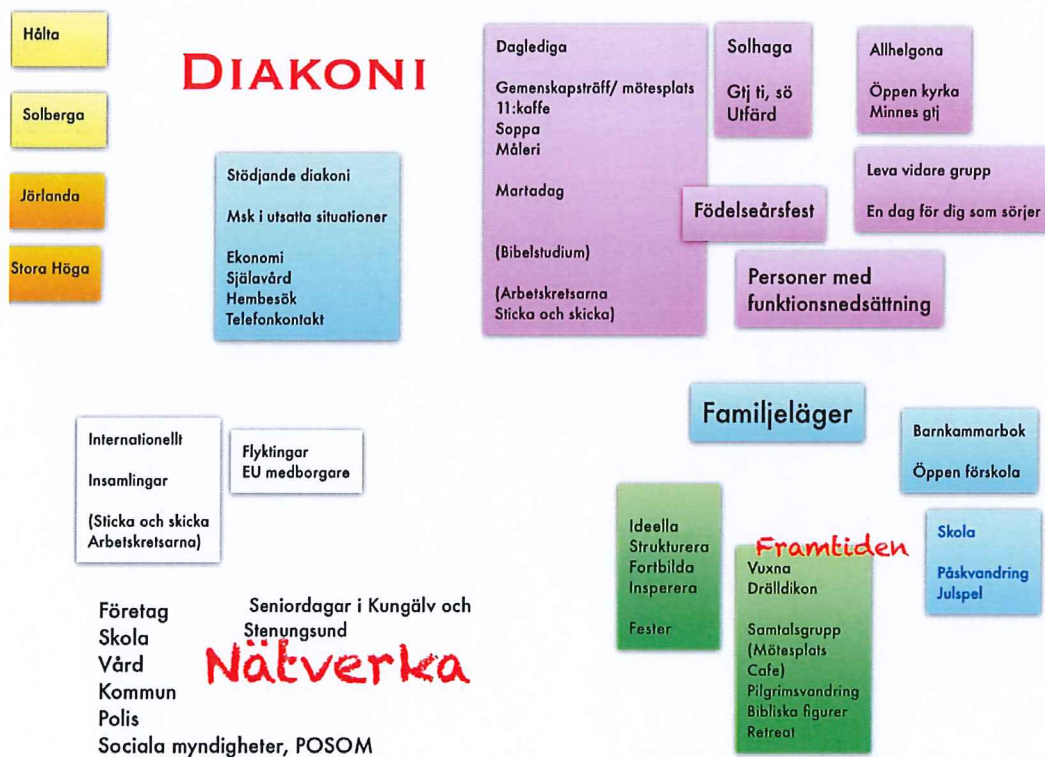 Hålta
Solberga
Jörlanda
Stora Höga
DIAKONI
Stödjande diakoni
Msk i utsatta situationer
Ekonomi
Själavård
Hembesök
Telefonkontakt
Daglediga
Gemenskapsträff/ mötesplats
11:kaffe
Soppa
Måleri
Martadag
(Bibelstudium)
(Arbetskretsarna
Sticka och skicka)
Solhaga
Gtj ti, sö
Utfärd
Allhelgona
Öppen kyrka
Minnes gtj
Leva vidare grupp
En dag för dig som sörjer
Födelseårsfest
Personer med
funktionsnedsättning
Internationellt
Insamlingar
(Sticka och skicka
Arbetskretsarna)
Flyktingar
EU medborgare
Familjeläger
Barnkammarbok
Öppen förskola
Skola
Påskvandring
Julspel
Ideella
Strukturera
Fortbilda
Insperera
Fester
Framtiden
Vuxna
Drälldikon
Samtalsgrupp
(Mötesplats
Cafe)
Pilgrimsvandring
Bibliska figurer
Retreat
Företag
Skola
Vård
Kommun
Polis
Sociala myndigheter, POSOM
Seniordagar i Kungälv och
Stenungsund
Nätverka